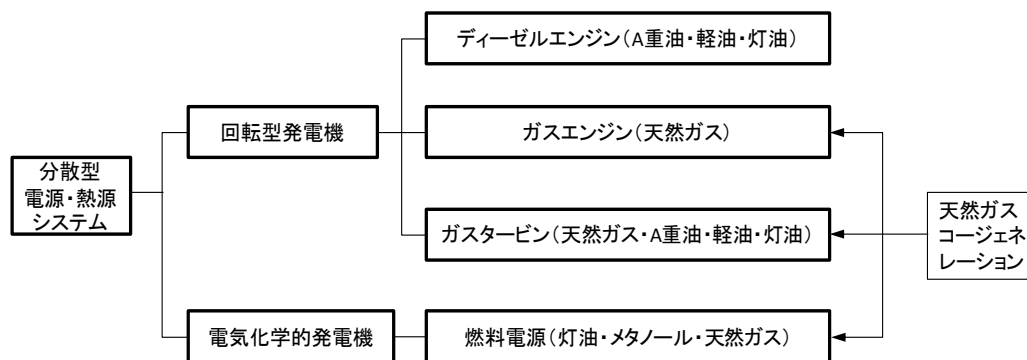 ディーゼルエンジン(A重油・軽油・灯油)
回転型発電機
ガスエンジン(天然ガス)
分散型
電源・熱源
システム
ガスタービン(天然ガス・A重油・軽油・灯油)
天然ガス
コージェネ
レーション
電気化学的発電機
燃料電源(灯油・メタノール・天然ガス)